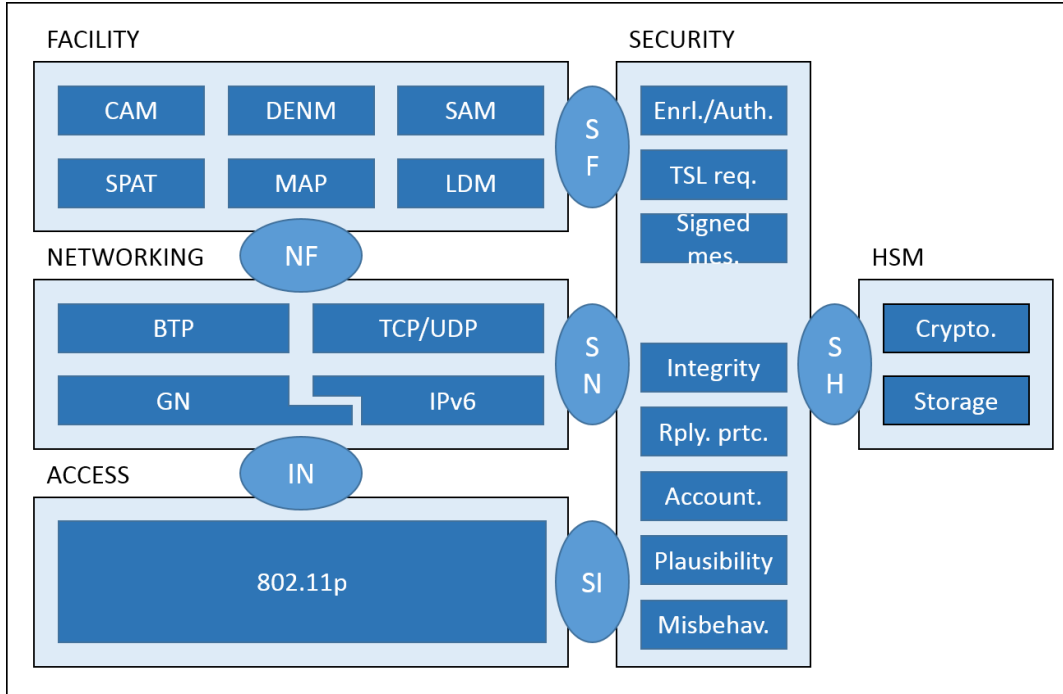 FACILITY
CAM
DENM
SAM
SPAT
MAP
LDM
NF
NETWORKING
BTP
TCP/UDP
GN
IPv6
IN
ACCESS
802.11p
S
F
S
N
SI
SECURITY
Enrl./Auth.
TSL req.
Signed
mes.
Integrity
Rply. prtc.
Account.
Plausibility
Misbehav.
S
H
HSM
Crypto.
Storage